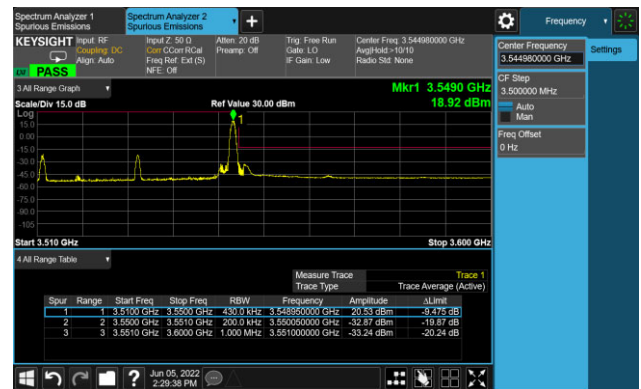 Spectrum Analyzer 1
Spurious Emissions
Spectrum Analyzer 2
Spurious Emissions
Frequency
KEYSIGHT
Input: RF
Coupling: DC
Align: Auto
Input Z: 50 Ω
Corr CCorr RCal
Freq Ref: Ext (S)
NFE: Off
Atten: 20 dB
Preamp: Off
Trig: Free Run
Gate: LO
IF Gain: Low
Center Freq: 3.544980000 GHz
Avg|Hold:>10/10
Radio Std: None
PASS
Center Frequency
3.544980000 GHz
Settings
CF Step
3.500000 MHz
Auto
Man
Freq Offset
0 Hz
3 All Range Graph
Mkr1 3.5490 GHz
18.92 dBm
Scale/Div 15.0 dB
Ref Value 30.00 dBm
Log
15.0
0.00
-15.0
-30.0
-45.0
-60.0
-75.0
-90.0
-105
1
Start 3.510 GHz
Stop 3.600 GHz
4 All Range Table
Measure Trace Trace 1
Trace Type Trace Average (Active)
Spur Range Start Freq Stop Freq RBW Frequency Amplitude ΔLimit
1 1 3.5100 GHz 3.5500 GHz 430.0 kHz 3.548950000 GHz 20.53 dBm -9.475 dB
2 2 3.5500 GHz 3.5510 GHz 200.0 kHz 3.550050000 GHz -32.87 dBm -19.87 dB
3 3 3.5510 GHz 3.6000 GHz 1.000 MHz 3.551000000 GHz -33.24 dBm -20.24 dB
Jun 05, 2022
2:29:38 PM